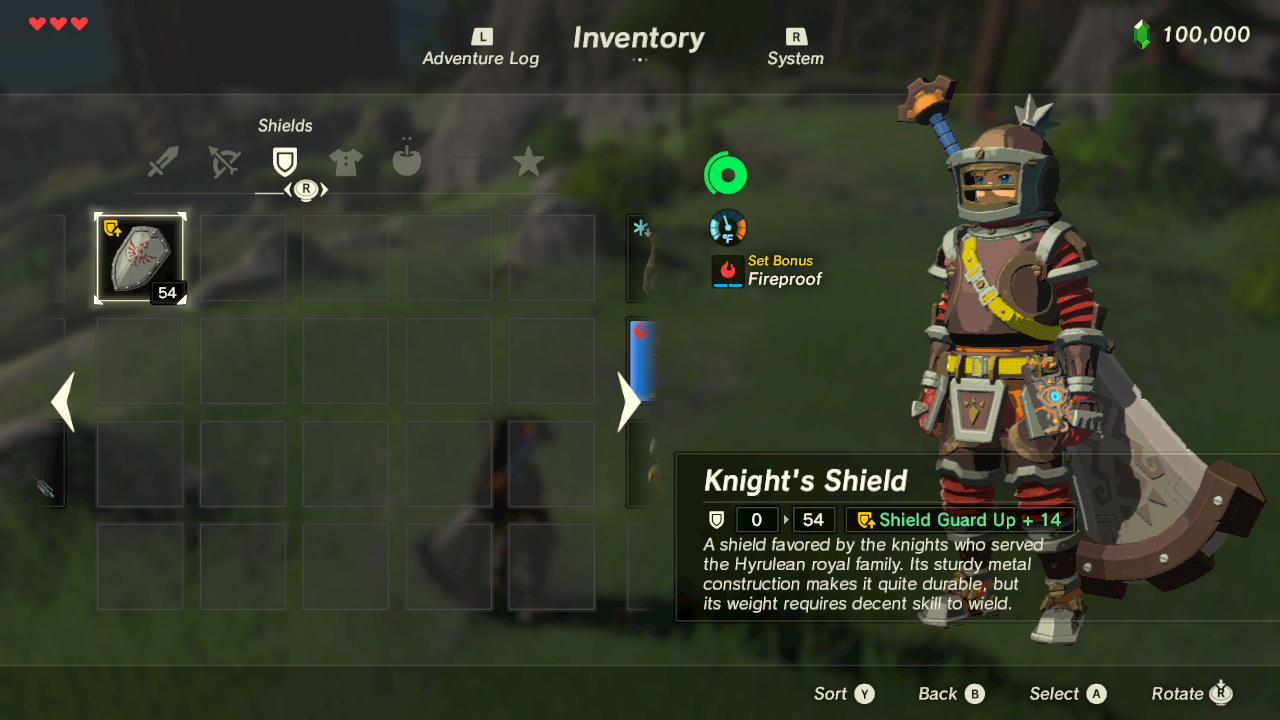 L
Inventory
R
100,000
Adventure Log
System
Shields
R
54
°F
Set Bonus
Fireproof
Knight's Shield
0
54
Shield Guard Up + 14
A shield favored by the knights who served
the Hyrulean royal family. Its sturdy metal
construction makes it quite durable, but
its weight requires decent skill to wield.
Sort Y
Back B
Select A
Rotate R